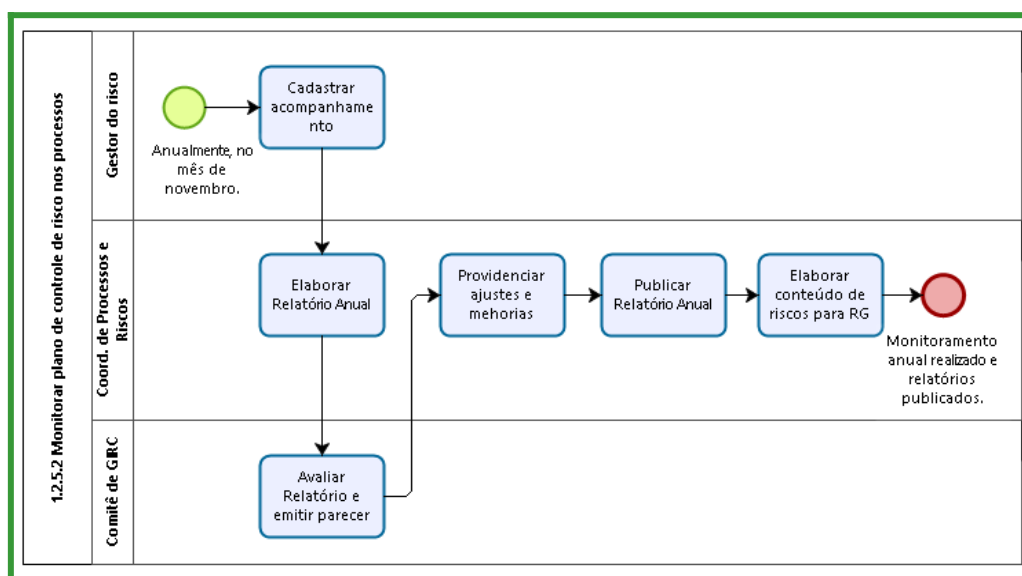 1.2.5.2 Monitorar plano de controle de risco nos processos
Gestor do risco
Anualmente, no
mês de
novembro.
Cadastrar
acompanhame
nto
Coord. de Processos e
Riscos
Elaborar
Relatório Anual
Providenciar
ajustes e
mehorias
Publicar
Relatório Anual
Elaborar
conteúdo de
riscos para RG
Monitoramento
anual realizado e
relatórios
publicados.
Comitê de GIRC
Avaliar
Relatório e
emitir parecer